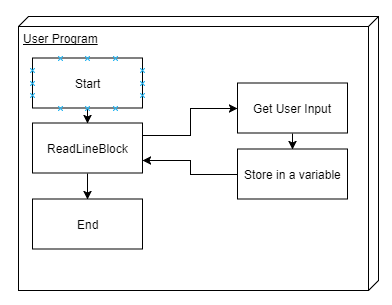 User Program
Start
Get User Input
ReadLineBlock
Store in a variable
End